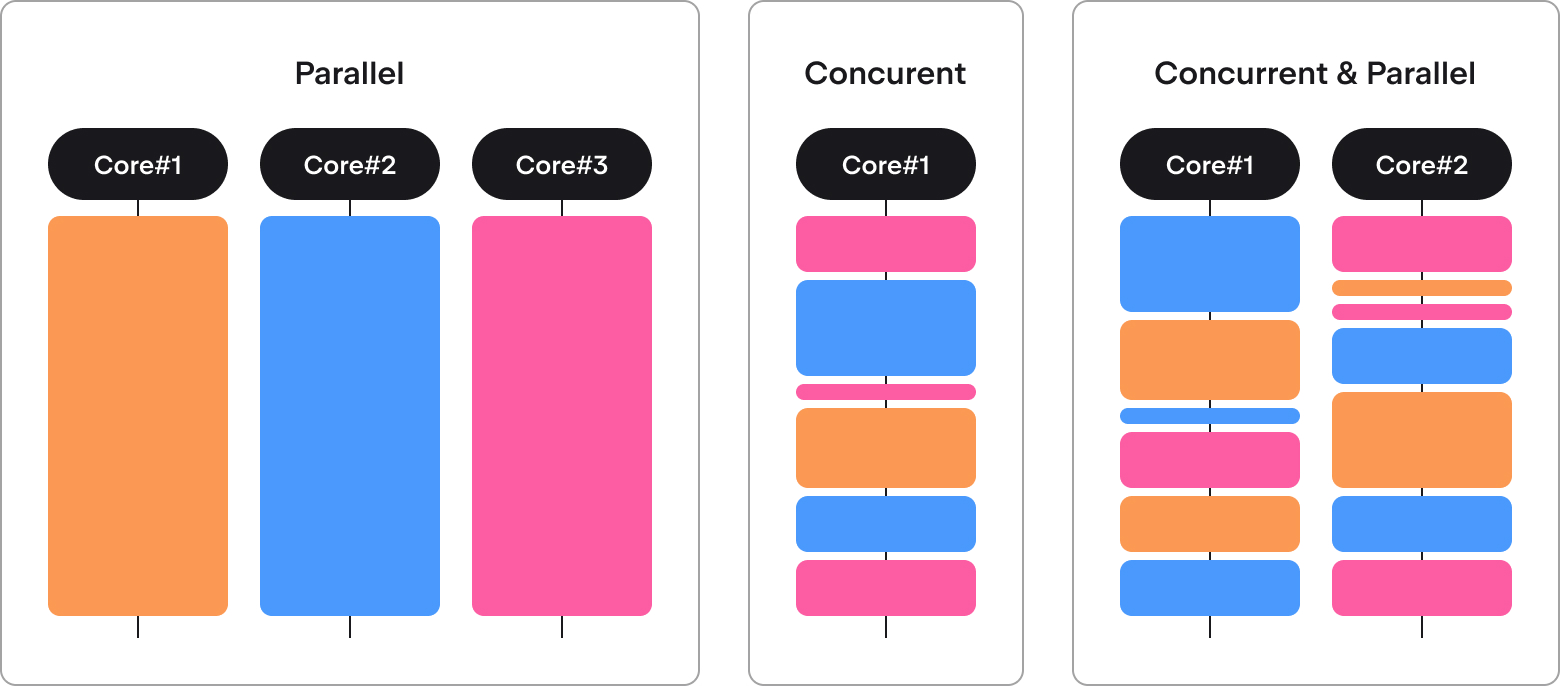 Parallel
Core#1
Core#2
Core#3
Concurent
Core#1
Concurrent & Parallel
Core#1
Core#2